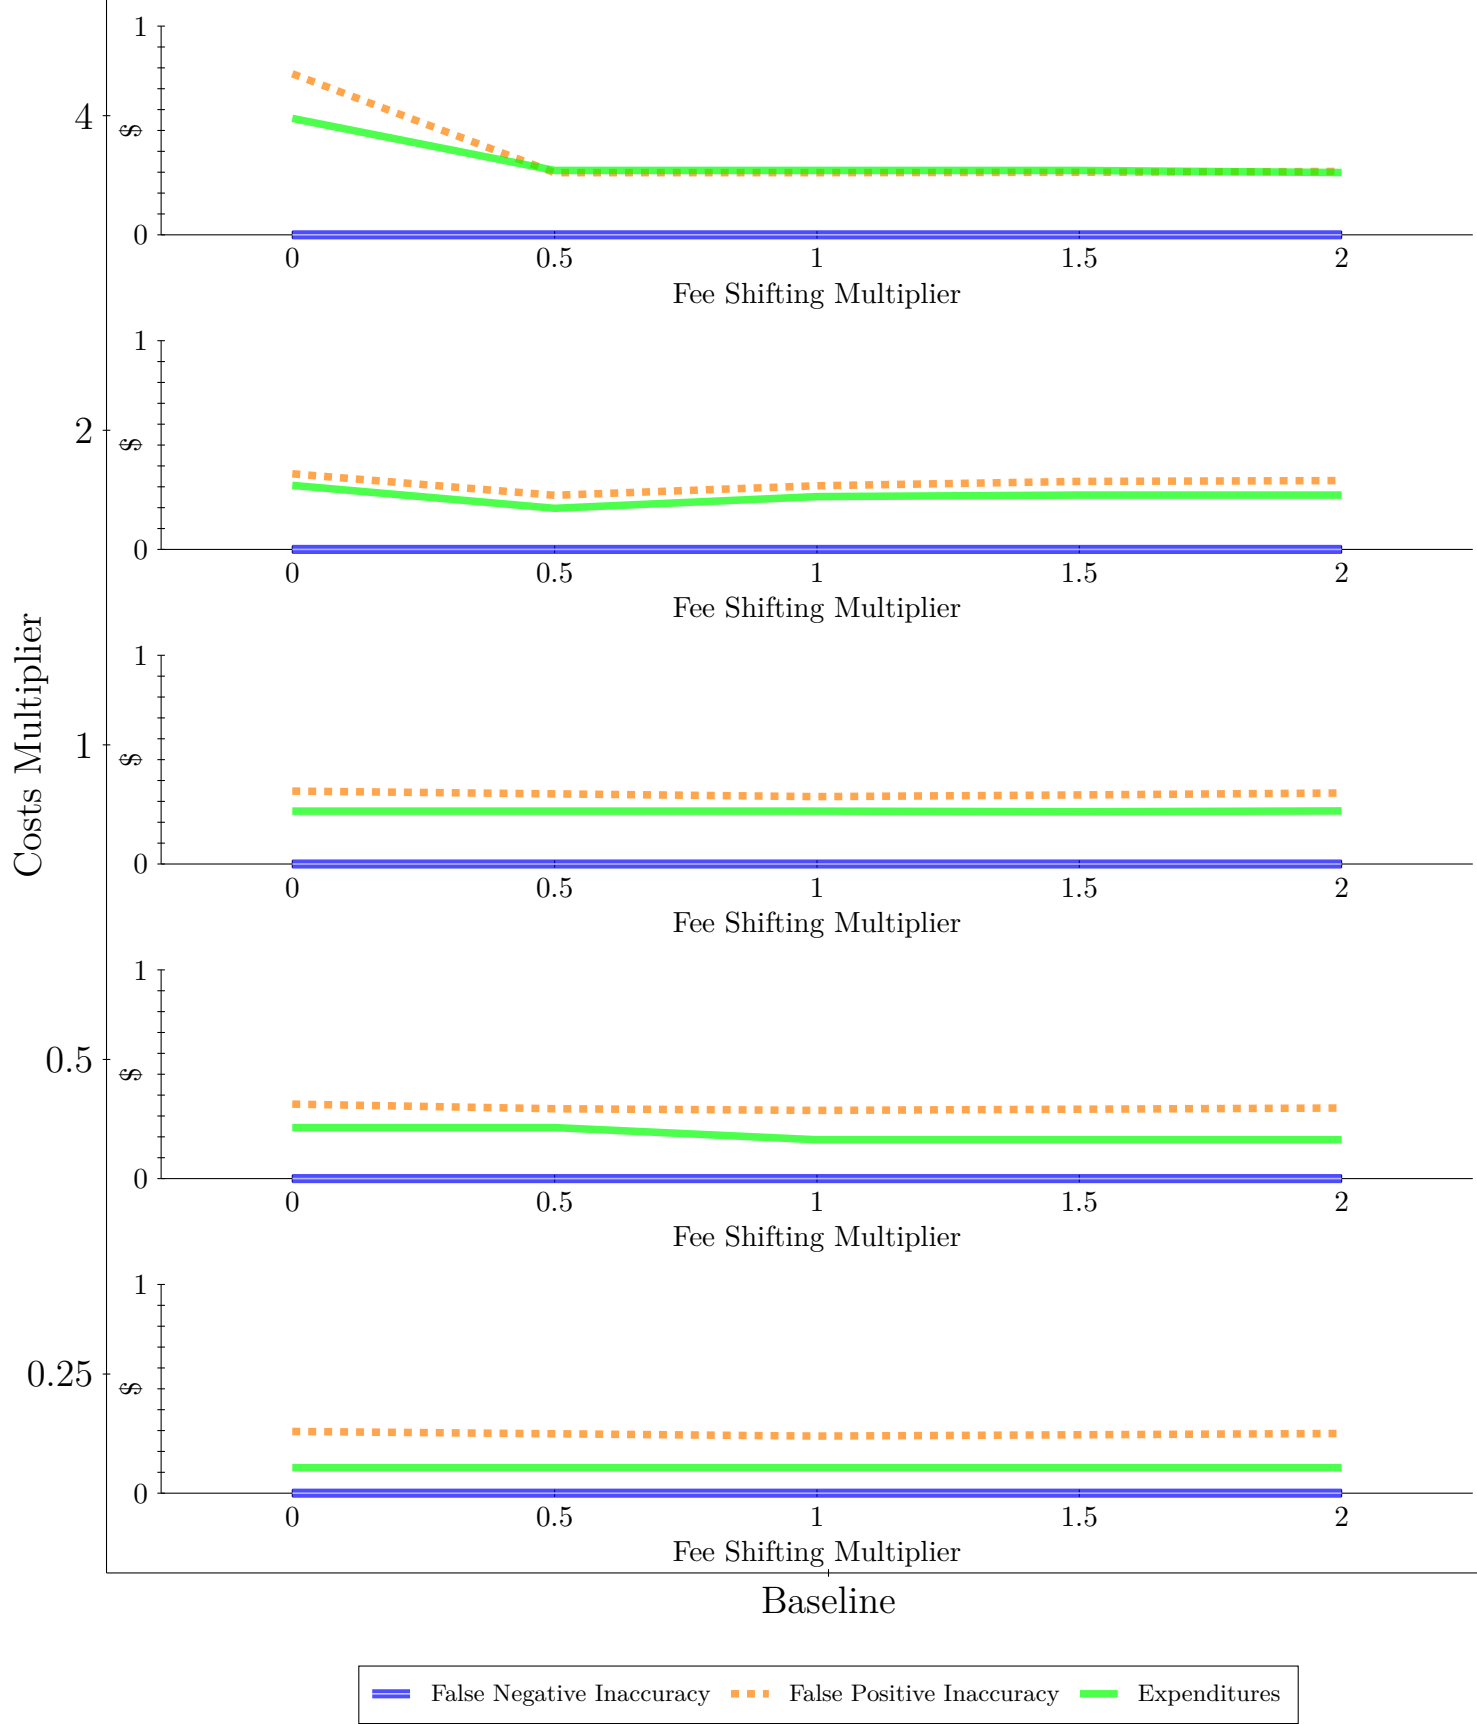 Costs Multiplier
4
1
$
0
0 0.5 1 1.5 2
Fee Shifting Multiplier
2
1
$
0
0 0.5 1 1.5 2
Fee Shifting Multiplier
1
1
$
0
0 0.5 1 1.5 2
Fee Shifting Multiplier
0.5
1
$
0
0 0.5 1 1.5 2
Fee Shifting Multiplier
0.25
1
$
0
0 0.5 1 1.5 2
Fee Shifting Multiplier
Baseline
False Negative Inaccuracy False Positive Inaccuracy Expenditures